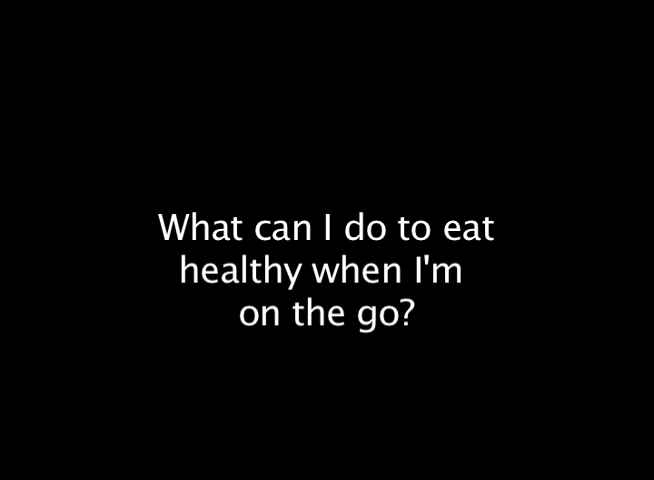 What can I do to eat
healthy when I'm
on the go?